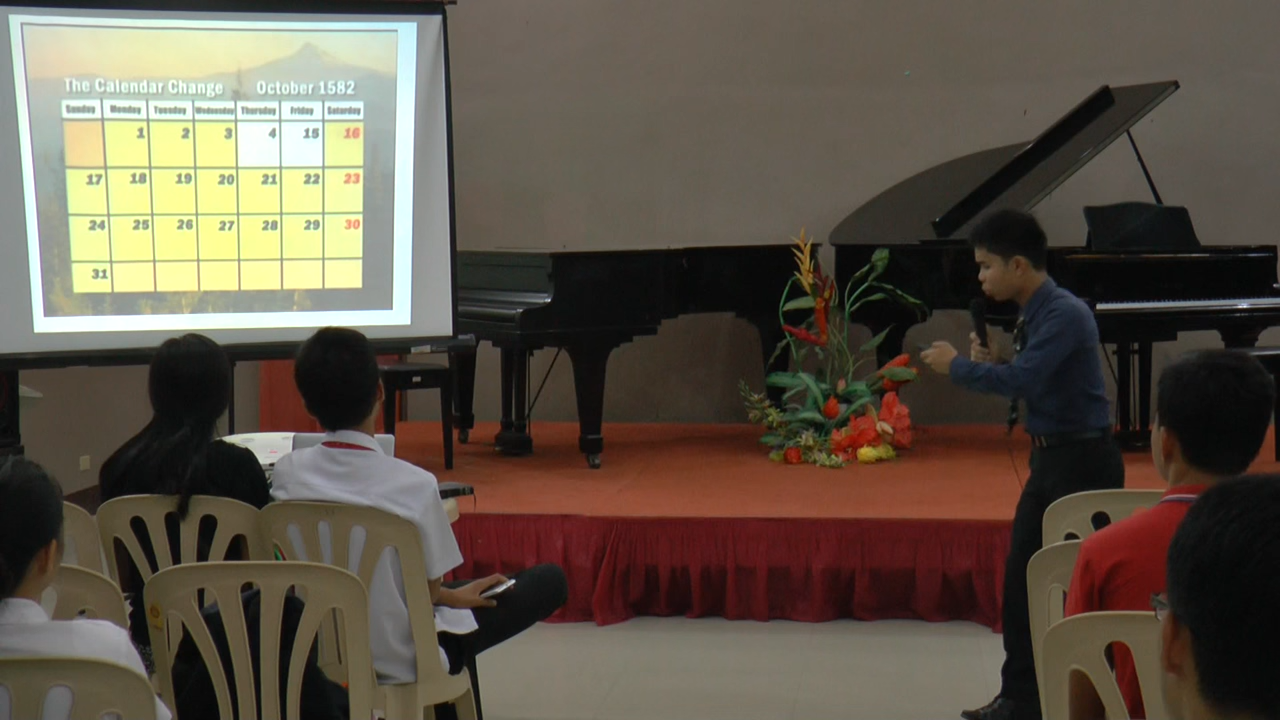 The Calendar Change October 1582
Sunday Monday Tuesday Wednesday Thursday Friday Saturday
1 2 3 4 15 16
17 18 19 20 21 22 23
24 25 26 27 28 29 30
31